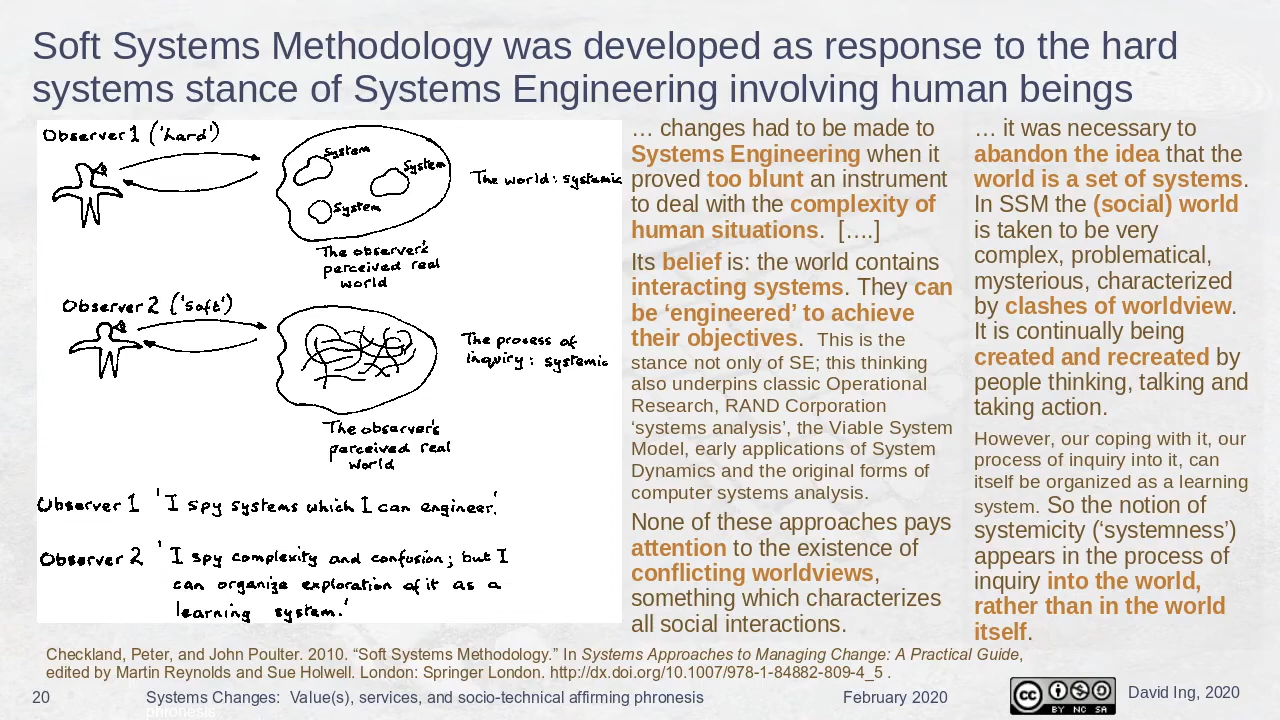 Soft Systems Methodology was developed as response to the hard
systems stance of Systems Engineering involving human beings
Observer 1 ('hard')
System
System
System
The world: systemic
The observer's
perceived real
world
Observer 2 ('soft')
The process of
inquiry: systemic
The observer's
perceived real
world
Observer 1 'I spy systems which I can engineer.'
Observer 2 'I spy complexity and confusion; but I
can organize exploration of it as a
learning system.'
… changes had to be made to
Systems Engineering when it
proved too blunt an instrument
to deal with the complexity of
human situations. [….]
Its belief is: the world contains
interacting systems. They can
be ‘engineered’ to achieve
their objectives. This is the
stance not only of SE; this thinking
also underpins classic Operational
Research, RAND Corporation
‘systems analysis’, the Viable System
Model, early applications of System
Dynamics and the original forms of
computer systems analysis.
None of these approaches pays
attention to the existence of
conflicting worldviews,
something which characterizes
all social interactions.
… it was necessary to
abandon the idea that the
world is a set of systems.
In SSM the (social) world
is taken to be very
complex, problematical,
mysterious, characterized
by clashes of worldview.
It is continually being
created and recreated by
people thinking, talking and
taking action.
However, our coping with it, our
process of inquiry into it, can
itself be organized as a learning
system. So the notion of
systemicity (‘systemness’)
appears in the process of
inquiry into the world,
rather than in the world
itself.
Checkland, Peter, and John Poulter. 2010. “Soft Systems Methodology.” In Systems Approaches to Managing Change: A Practical Guide,
edited by Martin Reynolds and Sue Holwell. London: Springer London. http://dx.doi.org/10.1007/978-1-84882-809-4_5 .
20
Systems Changes: Value(s), services, and socio-technical affirming phronesis
phronesis
February 2020
cc
BY NC SA
David Ing, 2020